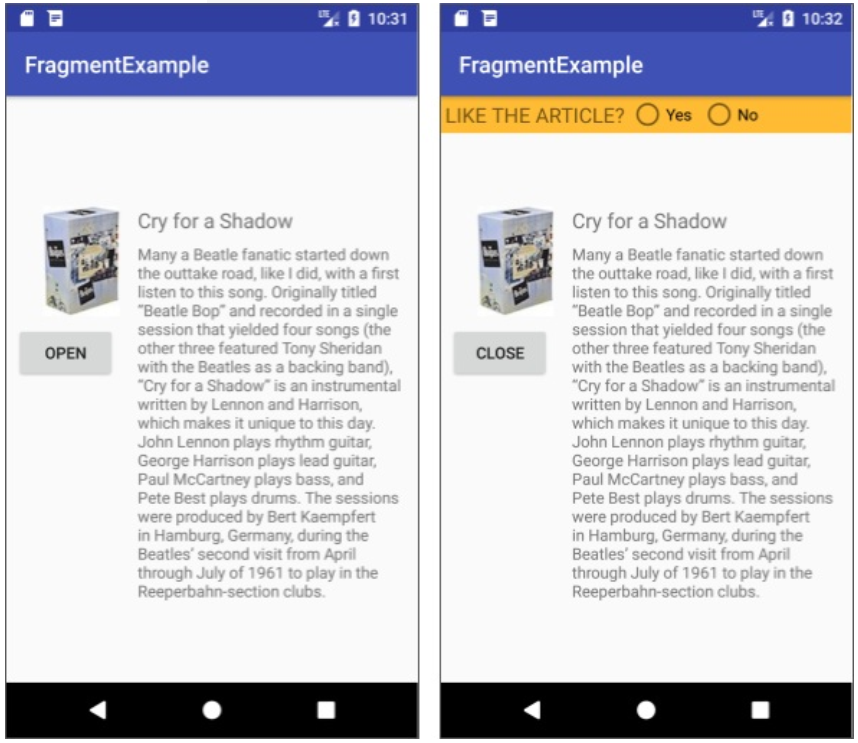 LTE 10:31
FragmentExample
Cry for a Shadow
Many a Beatle fanatic started down
the outtake road, like I did, with a first
listen to this song. Originally titled
“Beatle Bop” and recorded in a single
session that yielded four songs (the
OPEN
other three featured Tony Sheridan
with the Beatles as a backing band),
“Cry for a Shadow” is an instrumental
written by Lennon and Harrison,
which makes it unique to this day.
John Lennon plays rhythm guitar,
George Harrison plays lead guitar,
Paul McCartney plays bass, and
Pete Best plays drums. The sessions
were produced by Bert Kaempfert
in Hamburg, Germany, during the
Beatles’ second visit from April
through July of 1961 to play in the
Reeperbahn-section clubs.
LTE 10:32
FragmentExample
LIKE THE ARTICLE? Yes No
Cry for a Shadow
Many a Beatle fanatic started down
the outtake road, like I did, with a first
listen to this song. Originally titled
“Beatle Bop” and recorded in a single
session that yielded four songs (the
CLOSE
other three featured Tony Sheridan
with the Beatles as a backing band),
“Cry for a Shadow” is an instrumental
written by Lennon and Harrison,
which makes it unique to this day.
John Lennon plays rhythm guitar,
George Harrison plays lead guitar,
Paul McCartney plays bass, and
Pete Best plays drums. The sessions
were produced by Bert Kaempfert
in Hamburg, Germany, during the
Beatles’ second visit from April
through July of 1961 to play in the
Reeperbahn-section clubs.